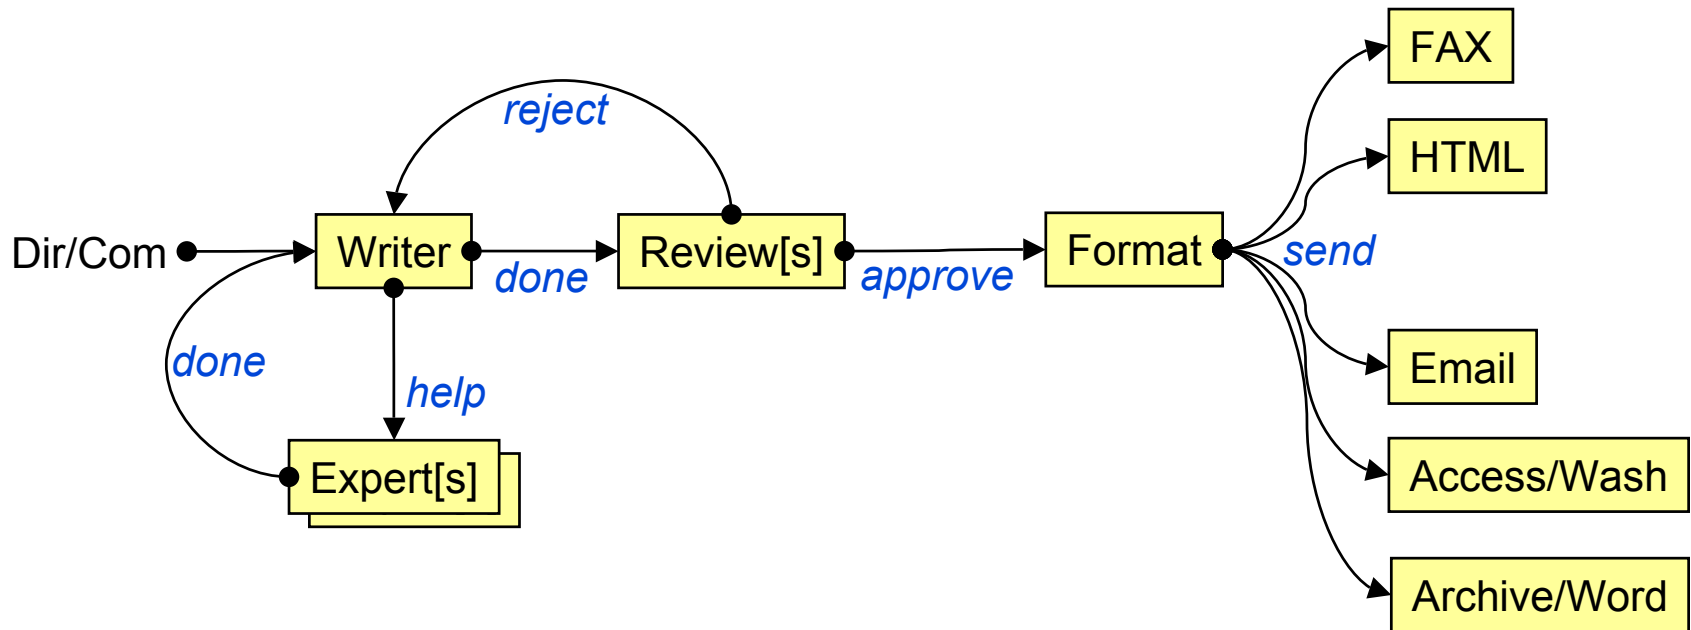 FAX
reject
HTML
Dir/Com
Writer
done
Review[s]
approve
Format
send
done
help
Email
Expert[s]
Access/Wash
Archive/Word